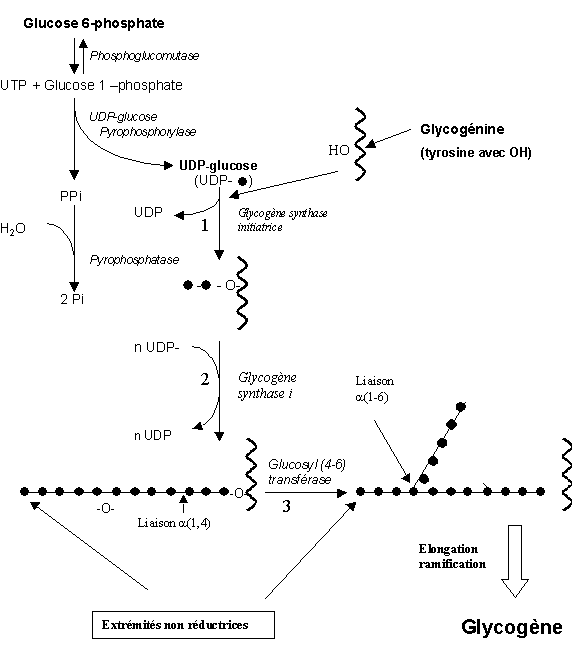 Glucose 6-phosphate
Phosphoglucomutase
UTP + Glucose 1 –phosphate
UDP-glucose
Pyrophosphorylase
Glycogénine
(tyrosine avec OH)
HO
UDP-glucose
(UDP- ●)
PPi
UDP
1
Glycogène synthase
initiatrice
H₂O
Pyrophosphatase
2 Pi
- - O-
n UDP-
2
Glycogène
synthase i
n UDP
Liaison
α(1-6)
Glucosyl (4-6)
transférase
-O-
3
-O-
Liaison α(1,4)
Elongation
ramification
Extrémités non réductrices
Glycogène